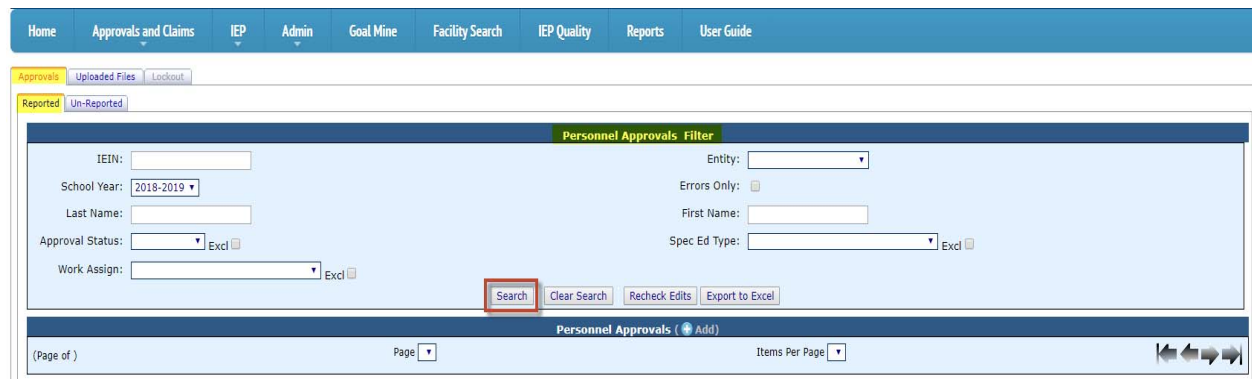 Home Approvals and Claims IEP Admin Goal Mine Facility Search IEP Quality Reports User Guide
Approvals Uploaded Files Lockout
Reported Un-Reported
Personnel Approvals Filter
IEIN: Entity:
School Year: 2018-2019 Errors Only:
Last Name: First Name:
Approval Status: Excl Spec Ed Type: Excl
Work Assign: Excl
Search Clear Search Recheck Edits Export to Excel
Personnel Approvals ( Add)
(Page of ) Page Items Per Page